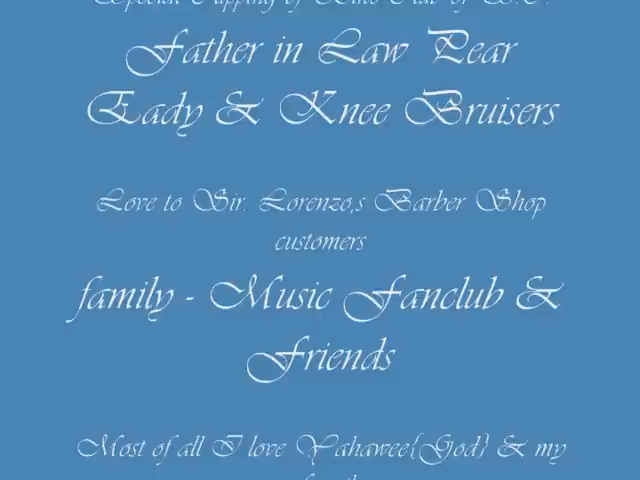 Father in Law Pear
Eady & Knee Bruisers
Love to Sir. Lorenzo,s Barber Shop
customers
family - Music Fanclub &
Friends
Most of all I love Yahawee{God} & my